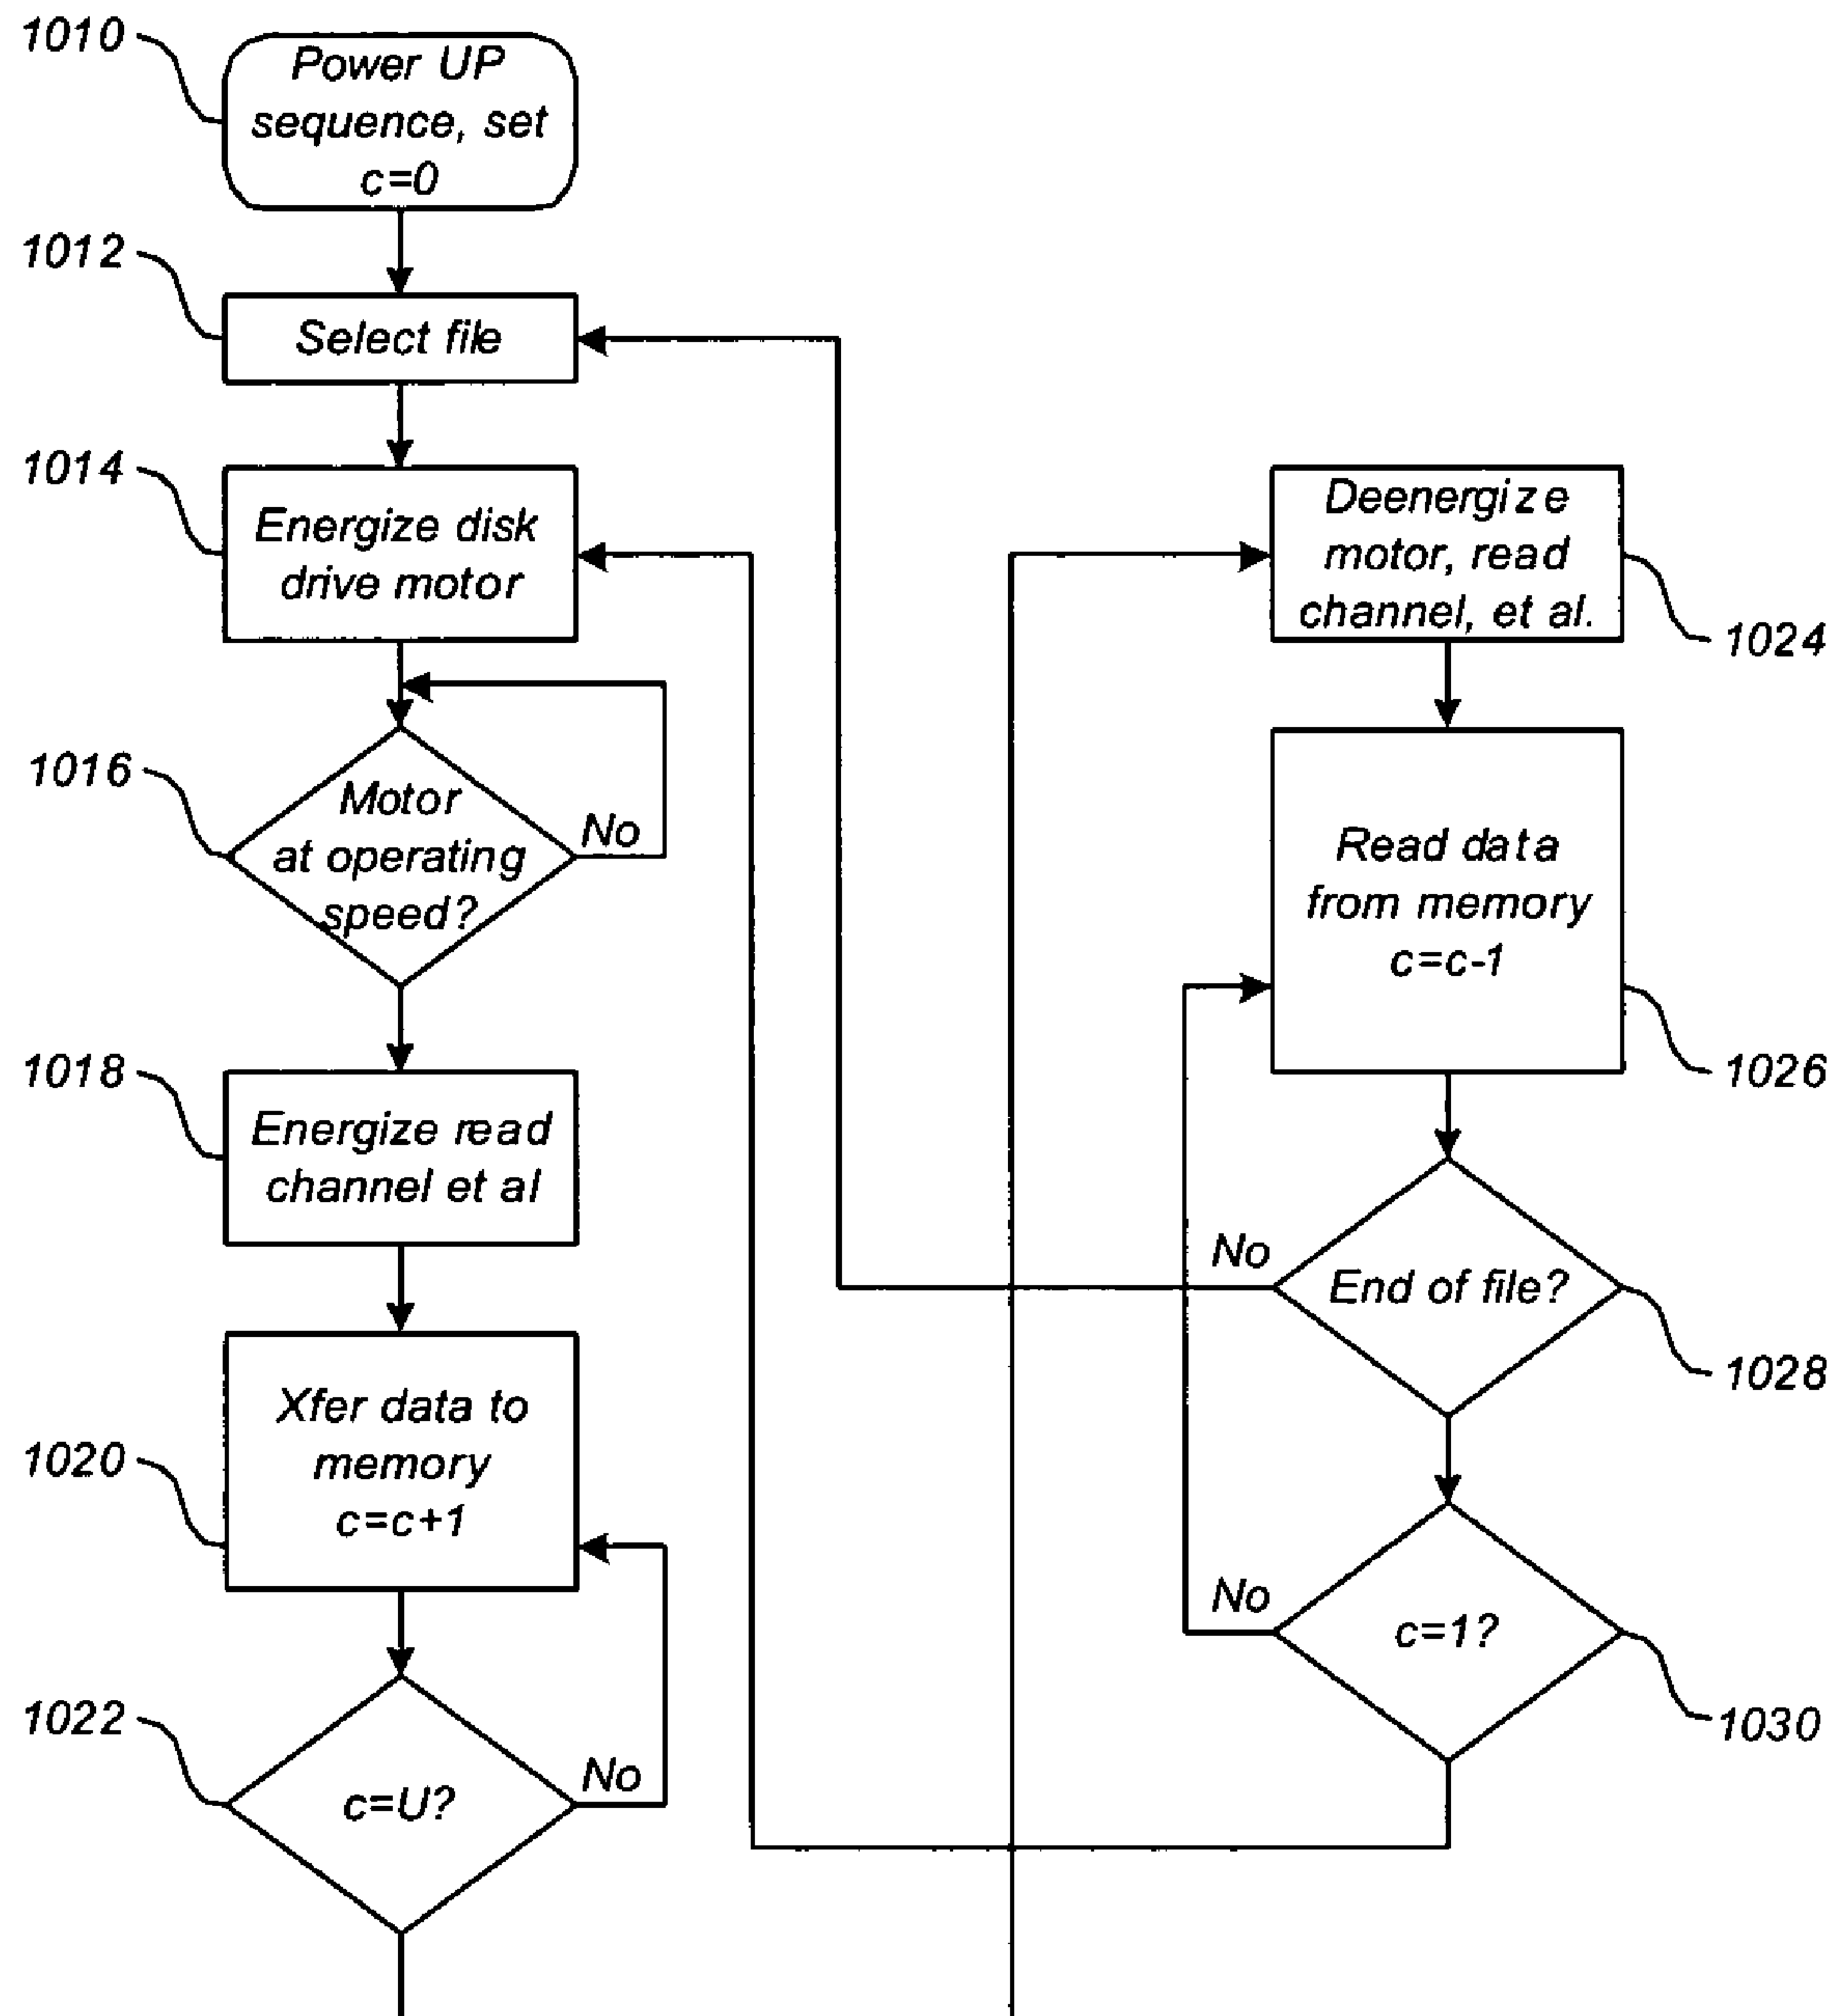 1010
Power UP
sequence, set
c=0
1012
Select file
1014
Energize disk
drive motor
1016
Motor
at operating
speed?
No
1018
Energize read
channel et al
1020
Xfer data to
memory
c=c+1
1022
c=U?
No
Deenergize
motor, read
channel, et al.
1024
Read data
from memory
c=c-1
1026
No
End of file?
1028
No
c=1?
1030